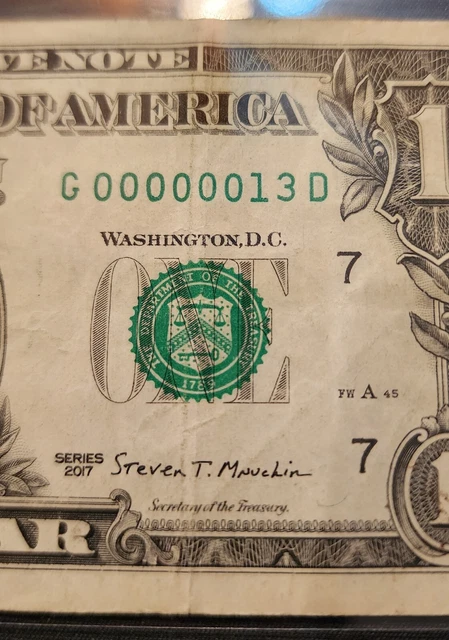 VE NOTE
OF AMERICA
G 00000013 D
WASHINGTON, D.C.
7
ONE
THE DEPARTMENT OF THE TREASURY
1789
FW A 45
7
SERIES
2017
Steven T. Mnuchin
Secretary of the Treasury.
AR
1